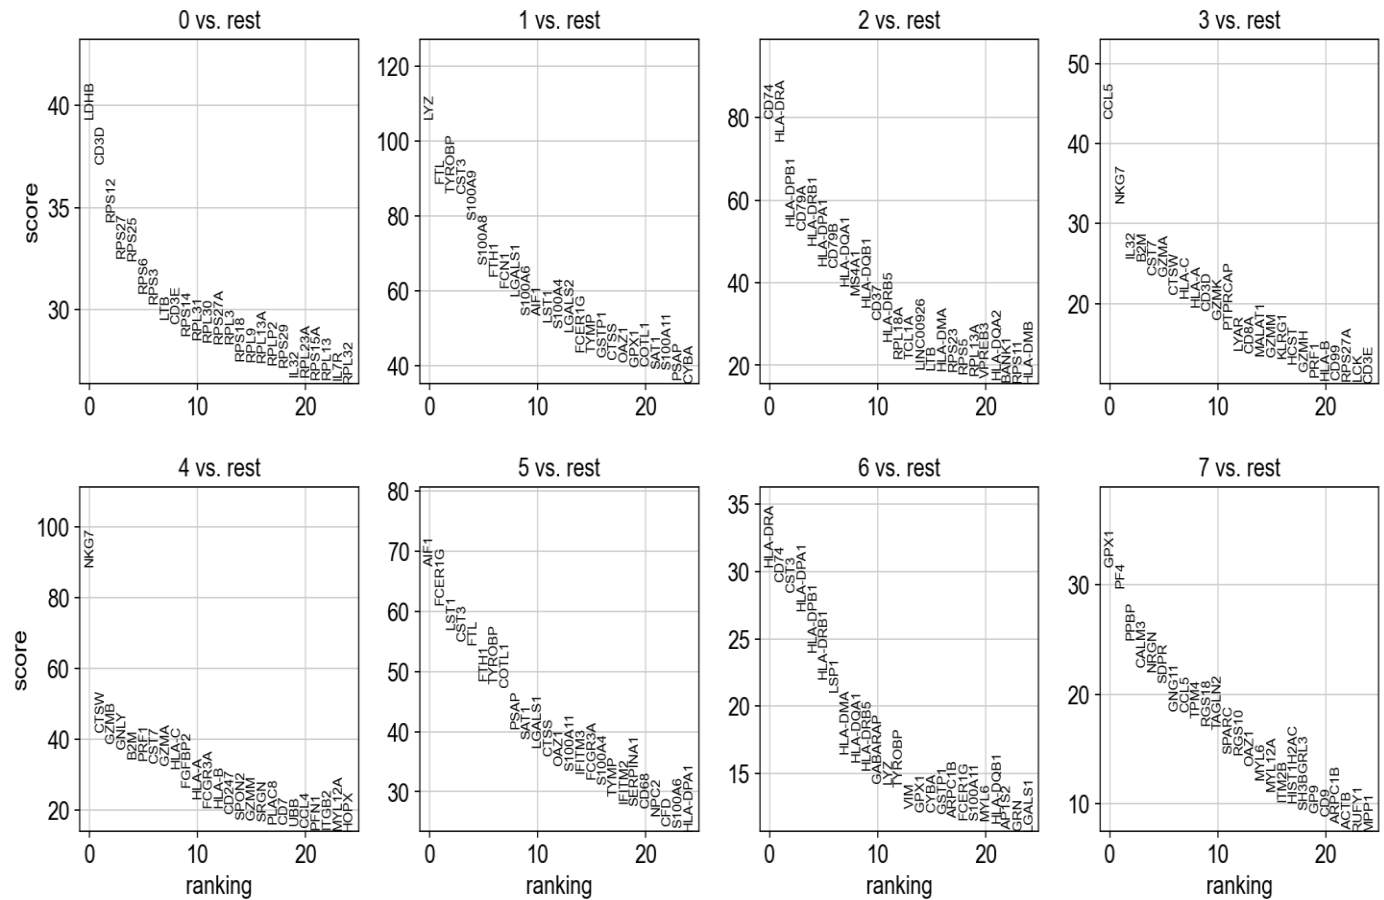 0 vs. rest
score
40
35
30
LDHB
CD3D
RPS12
RPS27
RPS25
RPS6
RPS3
LTB
CD3E
RPS14
RPL31
RPL30
RPS27A
RPL3
RPS18
RPL9
RPL13A
RPLP2
RPS29
IL32
RPL23A
RPS15A
RPL13
IL7R
RPL32
0
10
20
1 vs. rest
120
100
80
60
40
LYZ
FTL
TYROBP
CST3
S100A9
S100A8
FTH1
FCN1
LGALS1
S100A6
AIF1
LST1
S100A4
LGALS2
FCER1G
TYMP
GSTP1
CTSS
OAZ1
GPX1
COTL1
SAT1
S100A11
PSAP
CYBA
0
10
20
2 vs. rest
80
60
40
20
CD74
HLA-DRA
HLA-DPB1
CD79A
HLA-DRB1
HLA-DPA1
CD79B
HLA-DQA1
MS4A1
HLA-DQB1
CD37
HLA-DRB5
RPL18A
TCL1A
LINC00926
LTB
HLA-DMA
RPS23
RPS5
RPL13A
VPREB3
HLA-DQA2
BANK1
RPS11
HLA-DMB
0
10
20
3 vs. rest
50
40
30
20
CCL5
NKG7
IL32
B2M
CST7
GZMA
CTSW
HLA-C
HLA-A
CD3D
GZMK
PTPRCAP
LYAR
CD8A
MALAT1
GZMM
KLRG1
HCST
GZMH
PRF1
HLA-B
CD99
RPS27A
LCK
CD3E
0
10
20
4 vs. rest
score
100
80
60
40
20
NKG7
CTSW
GZMB
GNLY
B2M
PRF1
CST7
GZMA
HLA-C
FGFBP2
HLA-A
FCGR3A
HLA-B
CD247
SPON2
GZMM
SRGN
PLAC8
CD7
UBB
CCL4
PFN1
ITGB2
MYL12A
HOPX
0
10
20
ranking
5 vs. rest
80
70
60
50
40
30
AIF1
FCER1G
LST1
CST3
FTL
FTH1
TYROBP
COTL1
PSAP
SAT1
LGALS1
CTSS
OAZ1
S100A11
IFITM3
FCGR3A
S100A4
TYMP
IFITM2
SERPINA1
CD68
NPC2
CFD
S100A6
HLA-DPA1
0
10
20
ranking
6 vs. rest
35
30
25
20
15
HLA-DRA
CD74
CST3
HLA-DPA1
HLA-DPB1
HLA-DRB1
LSP1
HLA-DMA
HLA-DQA1
HLA-DRB5
GABARAP
LYZ
TYROBP
VIM
GPX1
CYBA
GSTP1
ARPC1B
FCER1G
S100A11
MYL6
HLA-DQB1
AP1S2
GRN
LGALS1
0
10
20
ranking
7 vs. rest
30
20
10
GPX1
PF4
PPBP
CALM3
NRGN
SDPR
GNG11
CCL5
TPM4
RGS18
TAGLN2
SPARC
RGS10
OAZ1
MYL6
MYL12A
ITM2B
HIST1H2AC
SH3BGRL3
GP9
CD9
ARPC1B
ACTB
RUFY1
MPP1
0
10
20
ranking